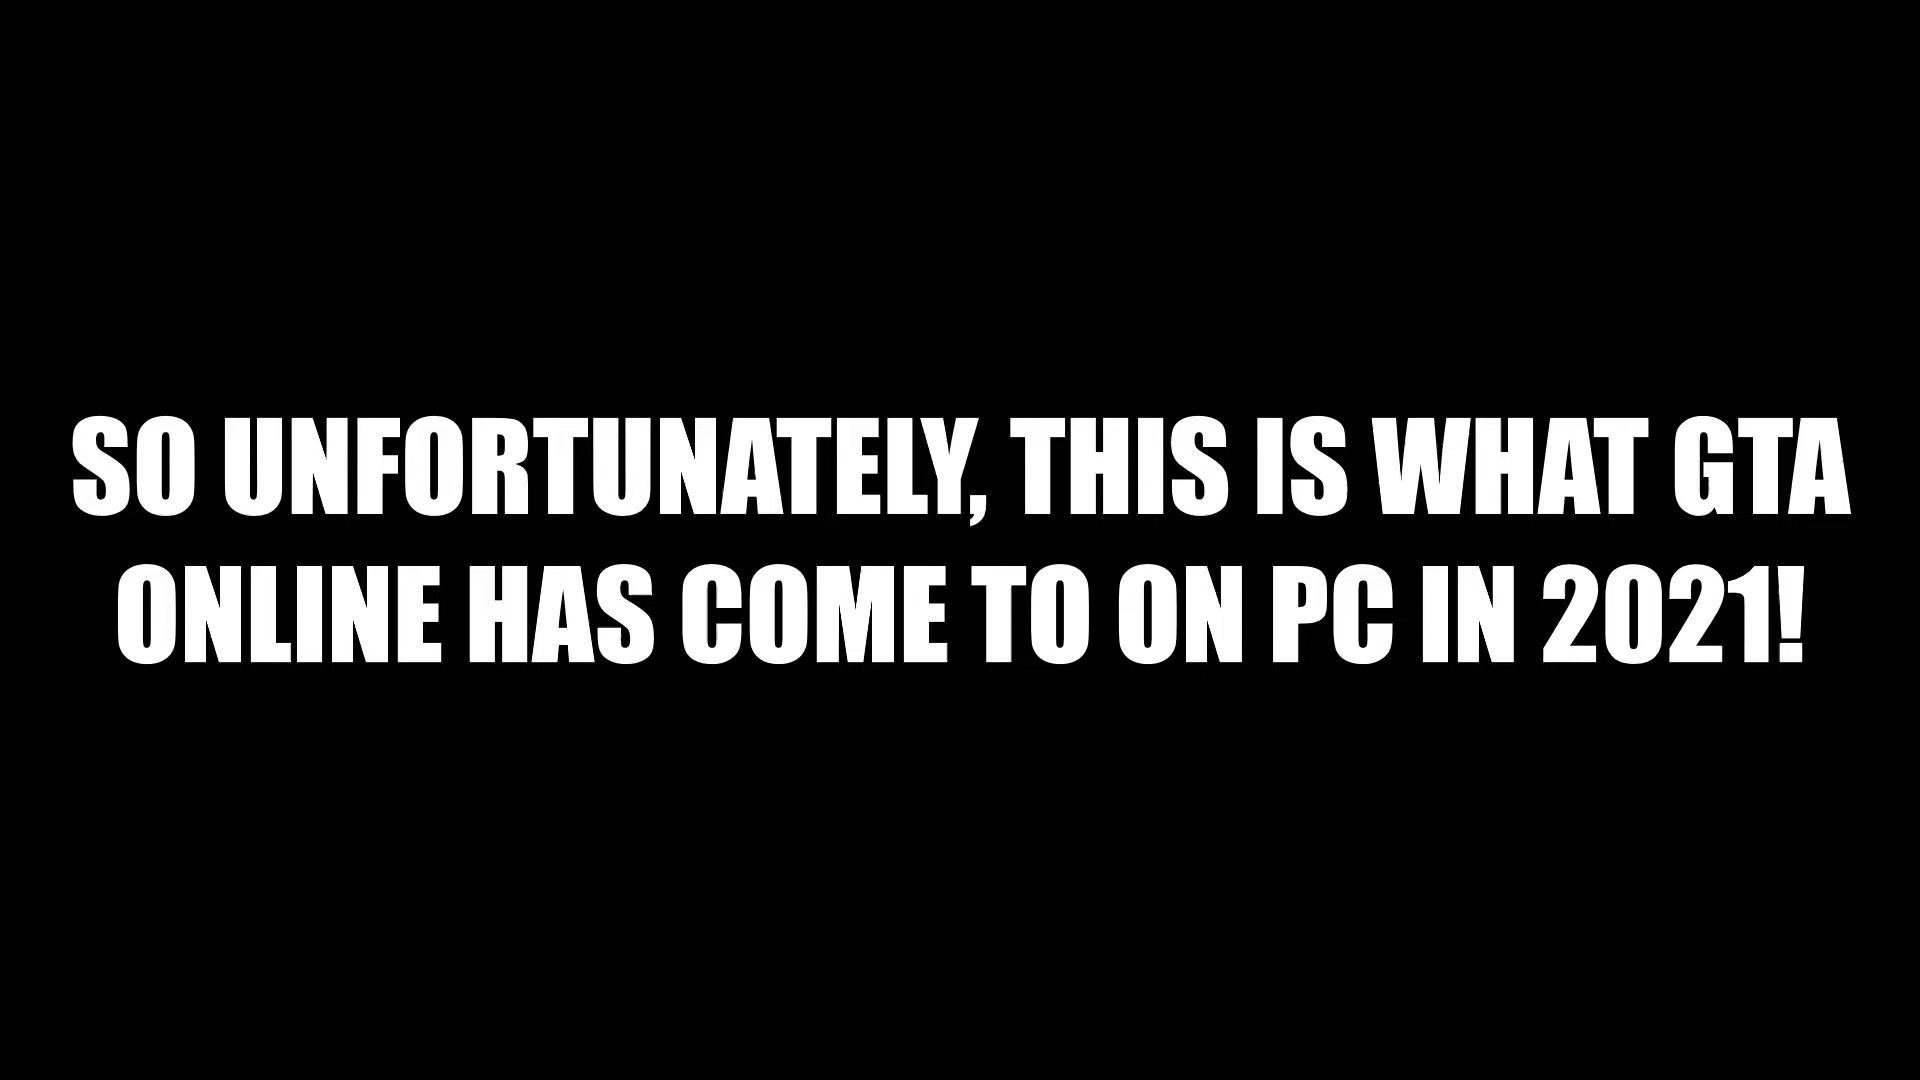 SO UNFORTUNATELY, THIS IS WHAT GTA
ONLINE HAS COME TO ON PC IN 2021!